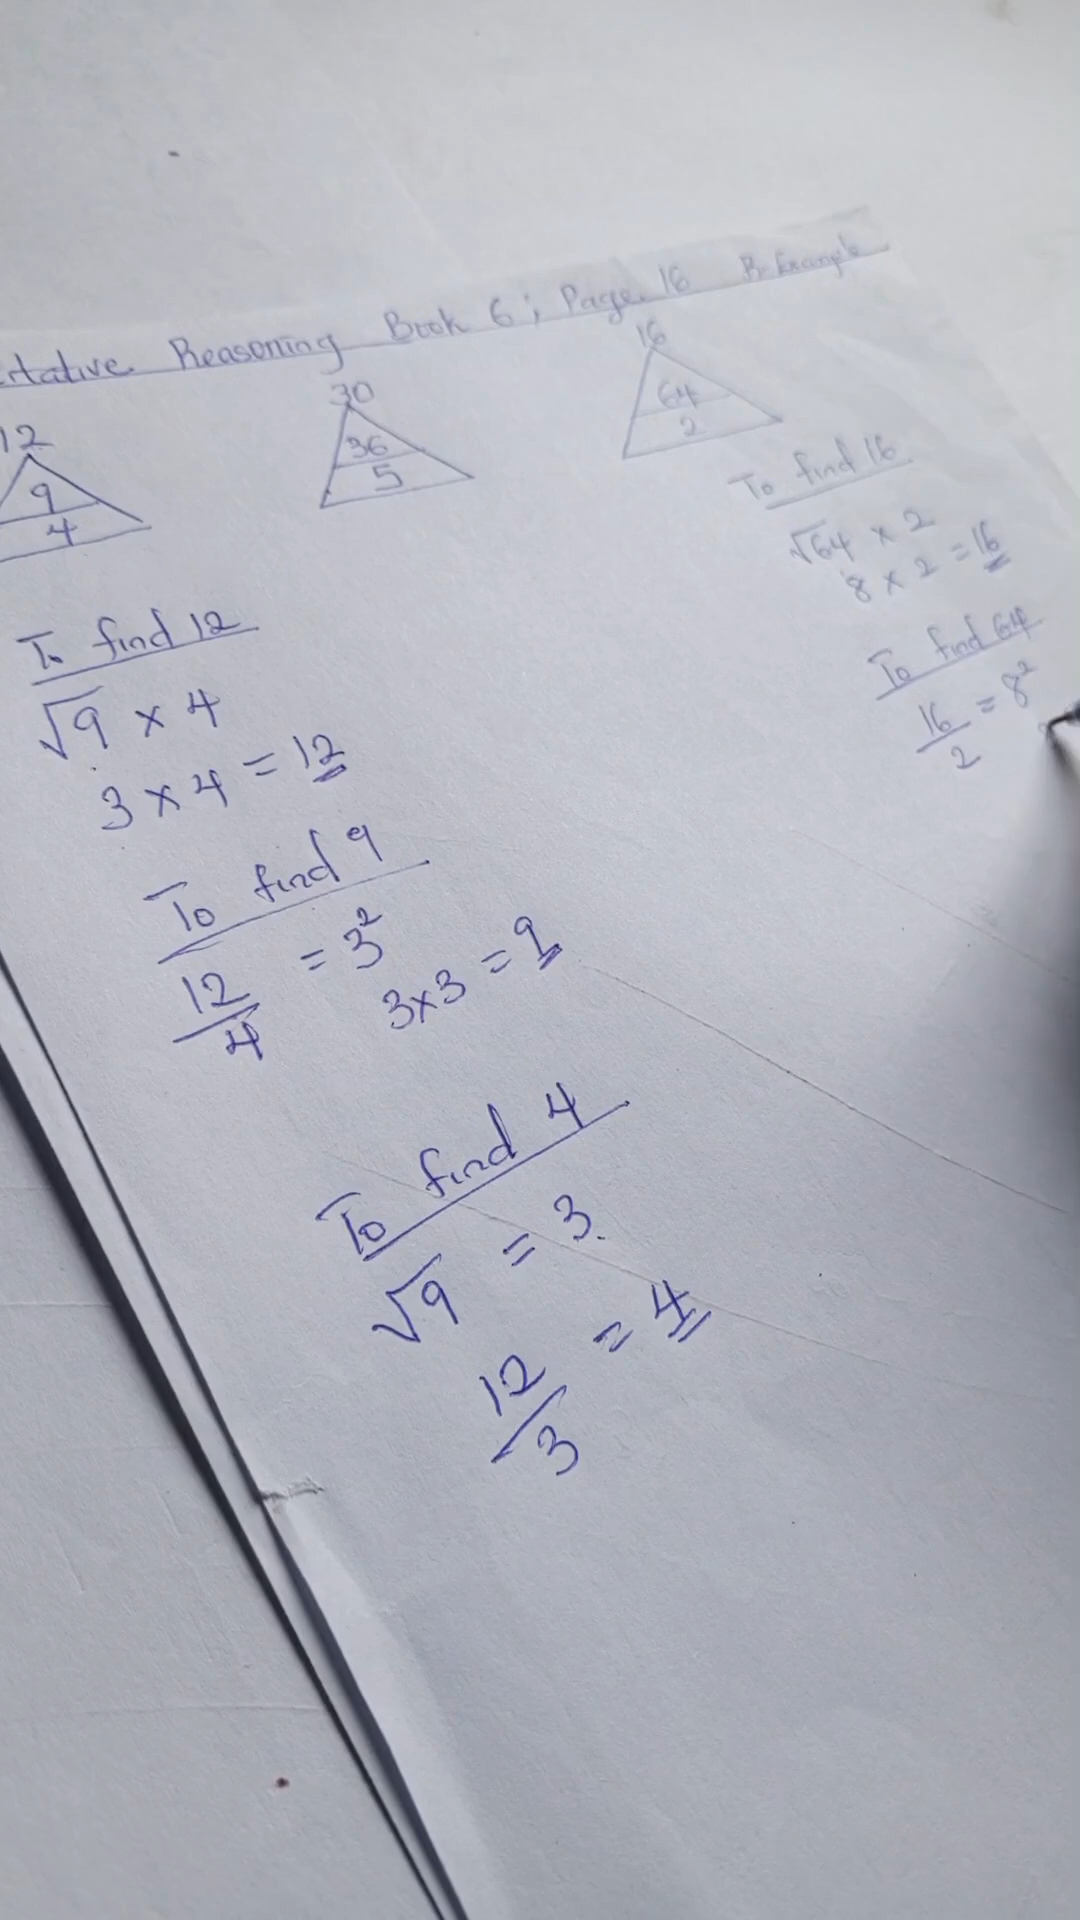 rtative Reasoning Book 6; Page. 16 B- Example
12
9
4
30
36
5
16
64
2
To find 12
√9 × 4
3 × 4 = 12
To find 9
12/4 = 3²
3×3 = 9
To find 4
√9 = 3
12/3 = 4
To find 16
√64 × 2
8 × 2 = 16
To find 64
16/2 = 8²